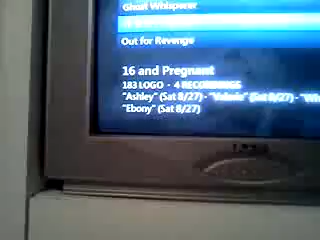 Ghost Whisperer
Out for Revenge
16 and Pregnant
183 LOGO - 4 RECORDINGS
"Ashley" (Sat 8/27) - "Valerie" (Sat 8/27) - "Wh
"Ebony" (Sat 8/27)